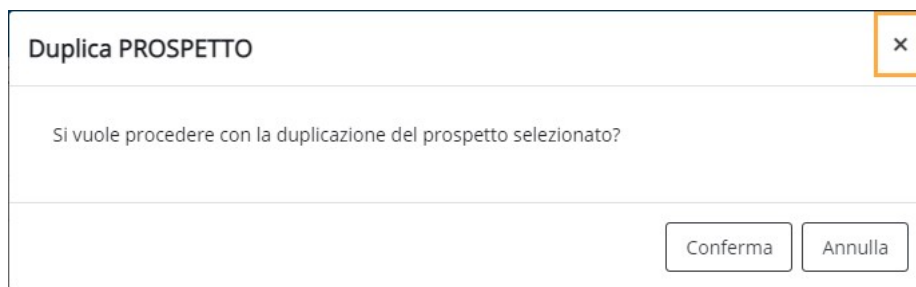 Duplica PROSPETTO
×
Si vuole procedere con la duplicazione del prospetto selezionato?
Conferma Annulla